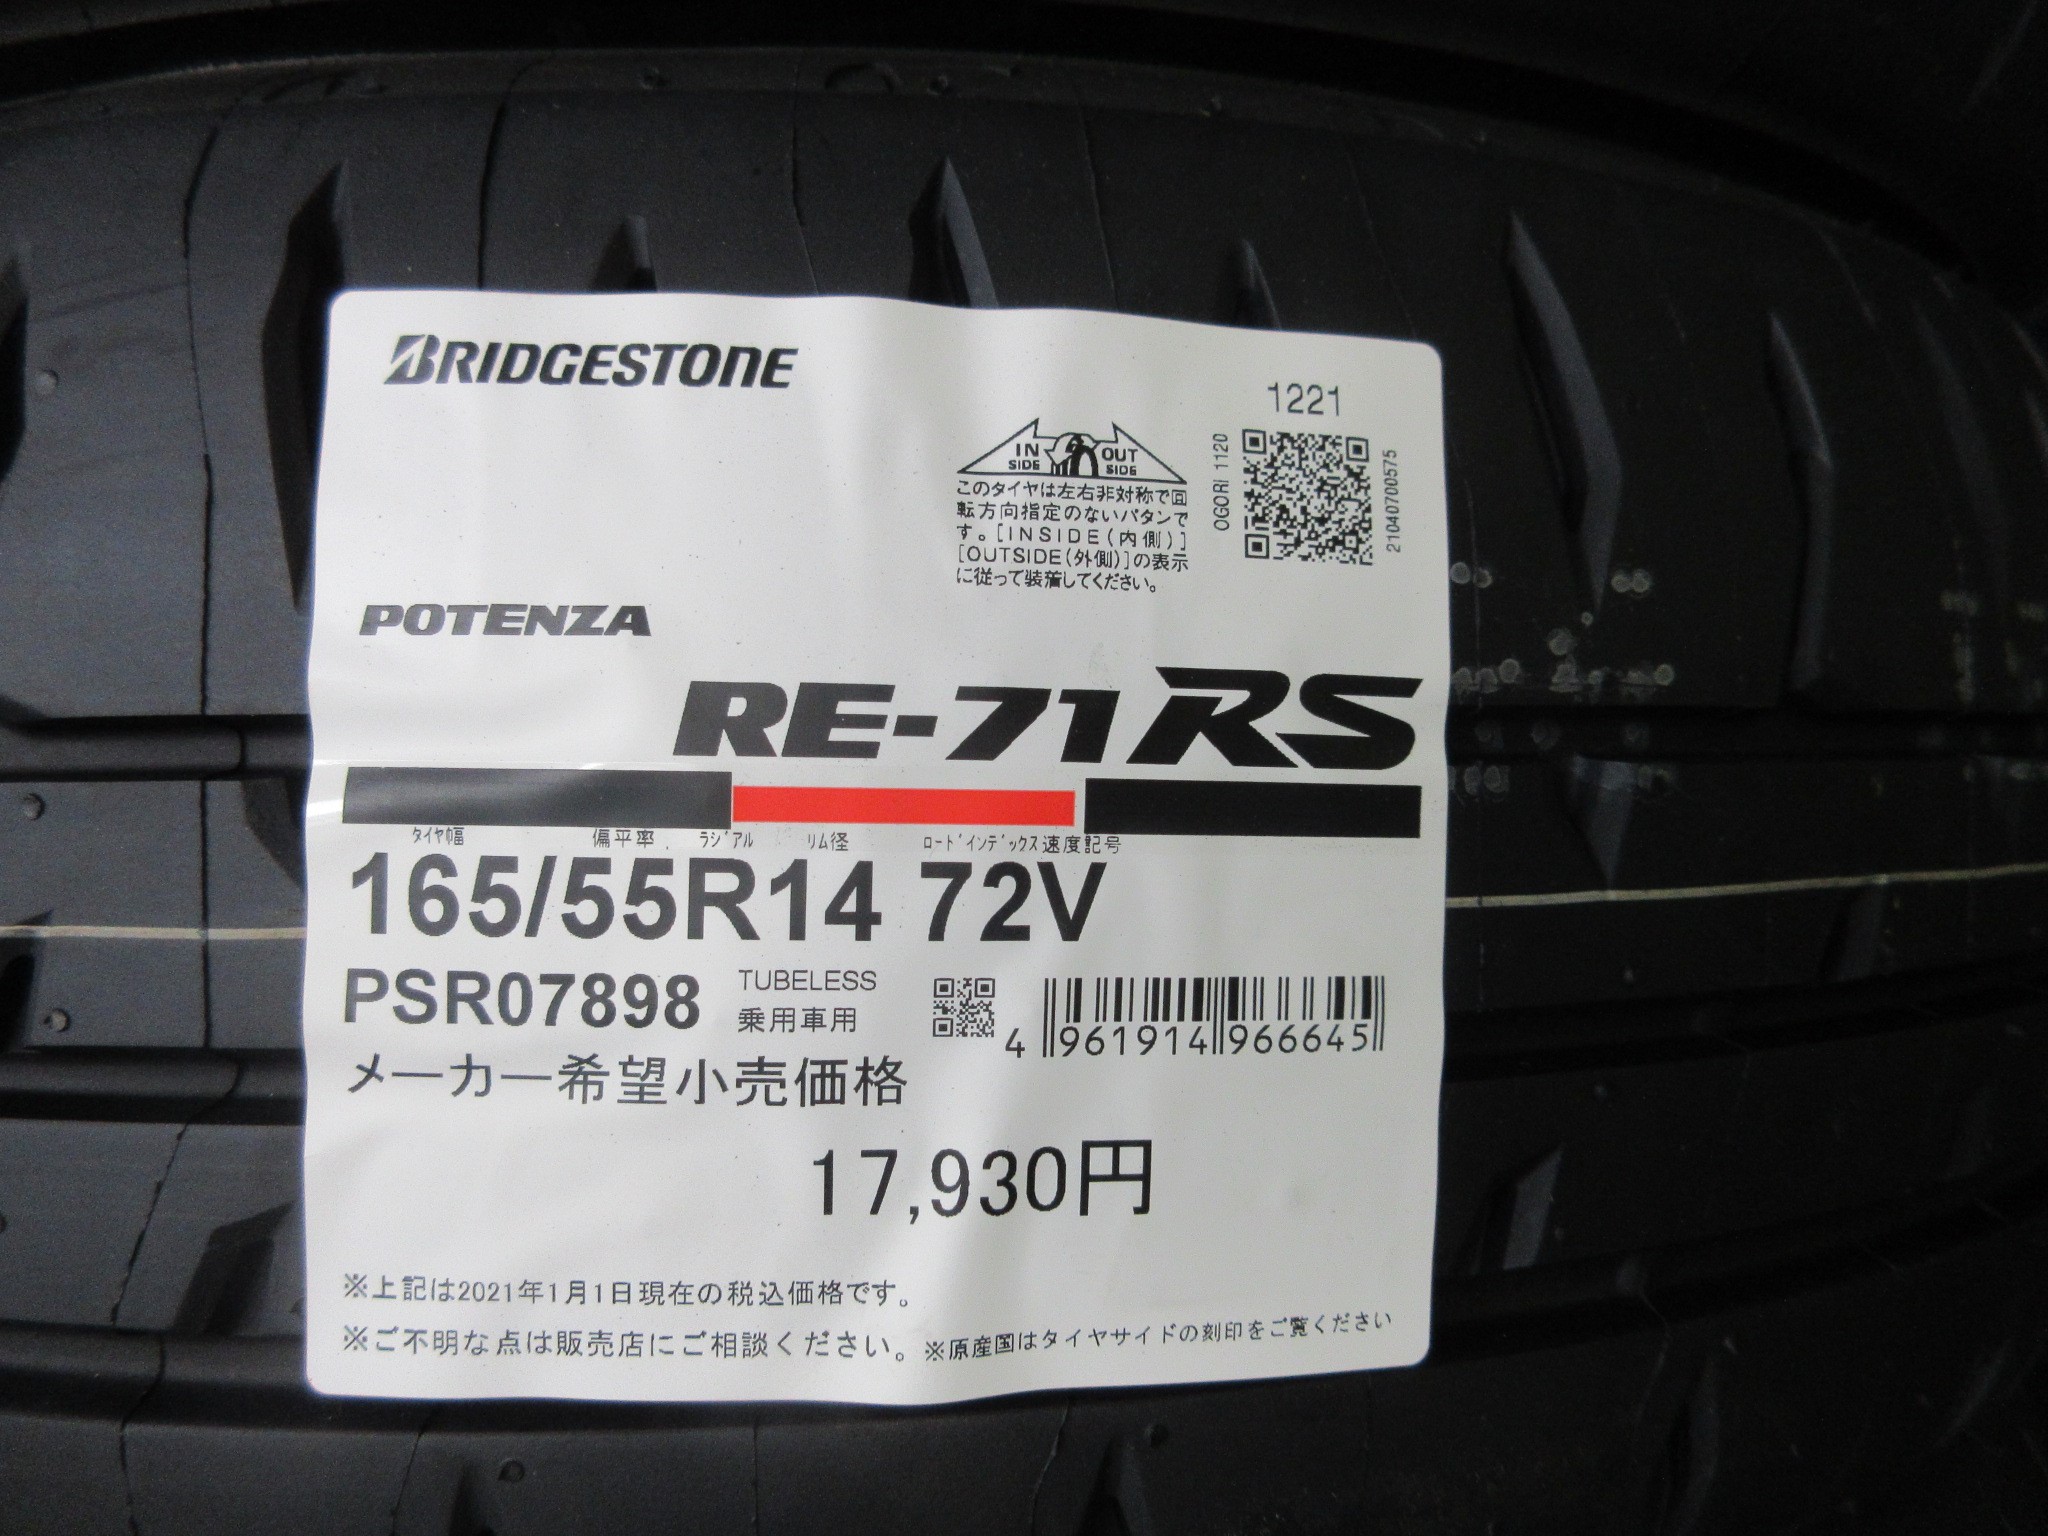 BRIDGESTONE
1221
OGORI 1120
21040700575
IN SIDE OUT SIDE
このタイヤは左右非対称で回
転方向指定のないパタンで
す。[INSIDE(内側)]
[OUTSIDE(外側)]の表示
に従って装着してください。
POTENZA
RE-71RS
タイヤ幅 偏平率 ラジアル リム径 ロードインデックス 速度記号
165/55R14 72V
PSR07898
TUBELESS
乗用車用
4 961914 966645
メーカー希望小売価格
17,930円
※上記は2021年1月1日現在の税込価格です。
※ご不明な点は販売店にご相談ください。※原産国はタイヤサイドの刻印をご覧ください